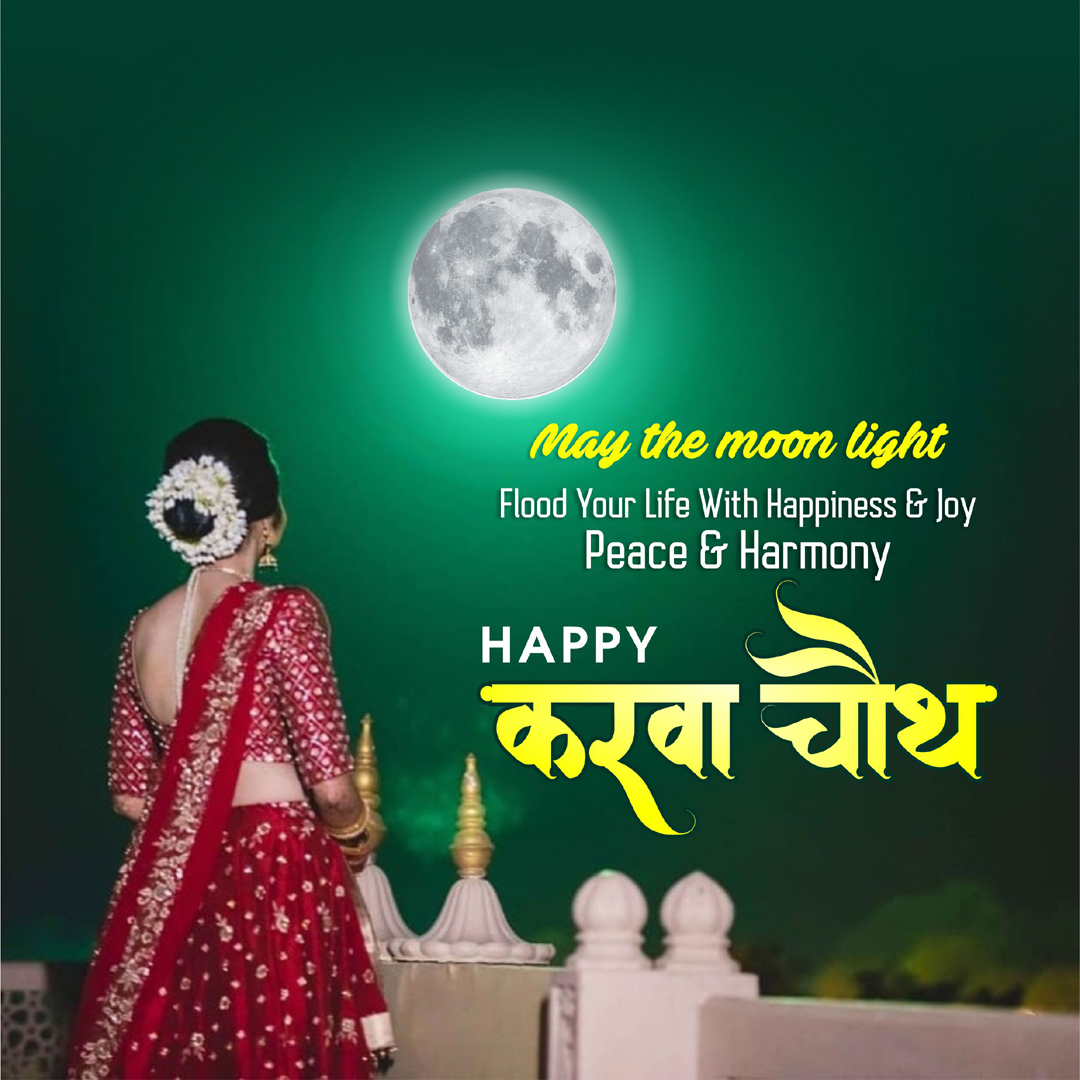 May the moon light
Flood Your Life With Happiness & Joy
Peace & Harmony
HAPPY
करवा चौथ